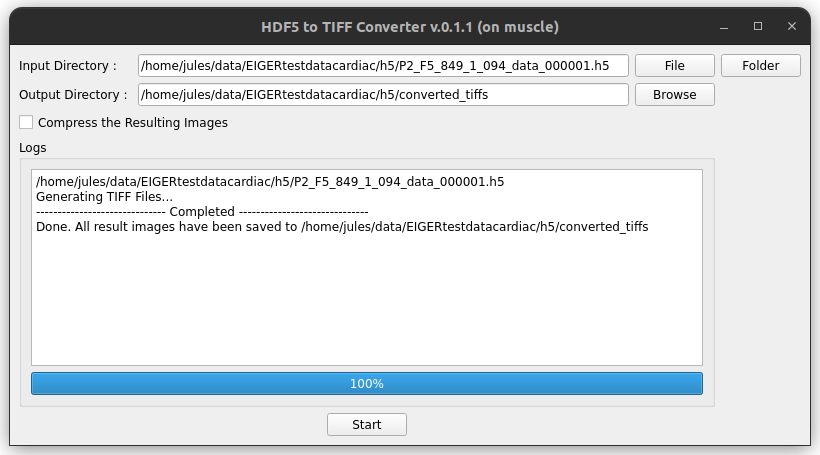 HDF5 to TIFF Converter v.0.1.1 (on muscle)
Input Directory : /home/jules/data/EIGERtestdatacardiac/h5/P2_F5_849_1_094_data_000001.h5 File Folder
Output Directory : /home/jules/data/EIGERtestdatacardiac/h5/converted_tiffs Browse
Compress the Resulting Images
Logs
/home/jules/data/EIGERtestdatacardiac/h5/P2_F5_849_1_094_data_000001.h5
Generating TIFF Files...
------------------------------ Completed ------------------------------
Done. All result images have been saved to /home/jules/data/EIGERtestdatacardiac/h5/converted_tiffs
100%
Start